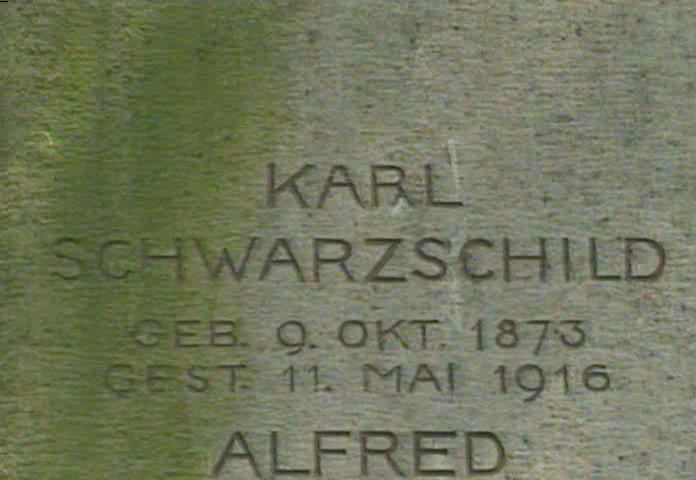 KARL
SCHWARZSCHILD
GEB. 9. OKT. 1873
GEST. 11. MAI 1916
ALFRED